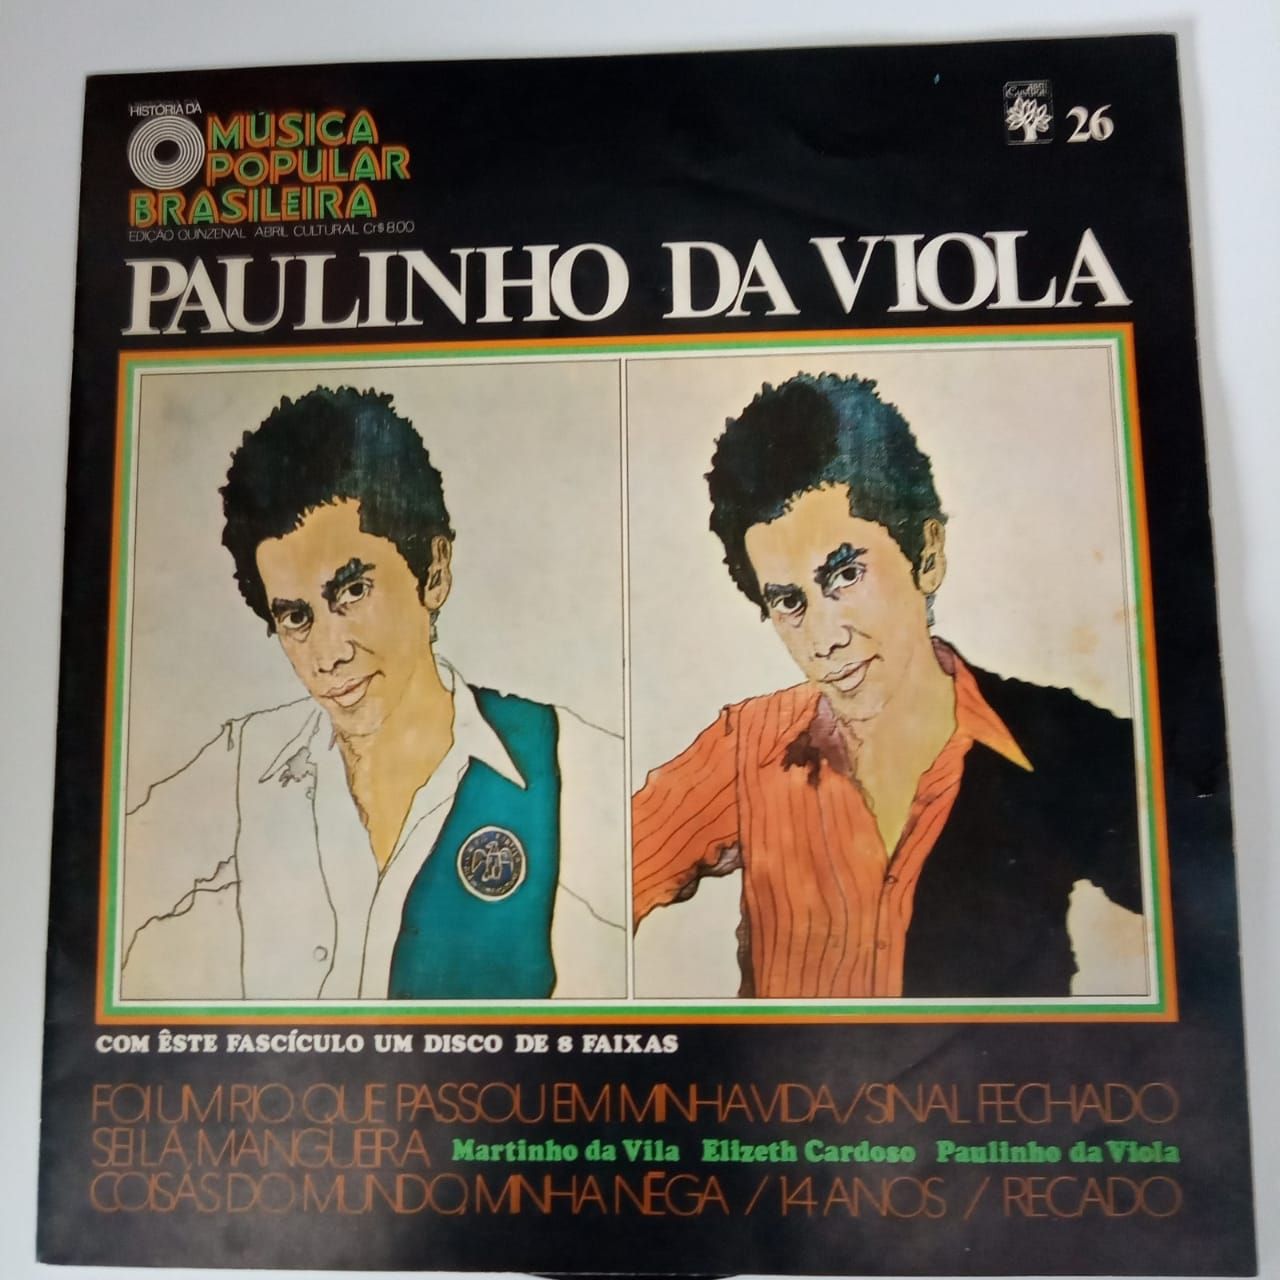 HISTÓRIA DA
MÚSICA
POPULAR
BRASILEIRA
EDIÇÃO QUINZENAL ABRIL CULTURAL Cr$ 8,00
26
PAULINHO DA VIOLA
COM ÊSTE FASCÍCULO UM DISCO DE 8 FAIXAS
FOI UM RIO QUE PASSOU EM MINHA VIDA / SINAL FECHADO
SEI LÁ, MANGUEIRA Martinho da Vila Elizeth Cardoso Paulinho da Viola
COISAS DO MUNDO, MINHA NÊGA / 14 ANOS / RECADO